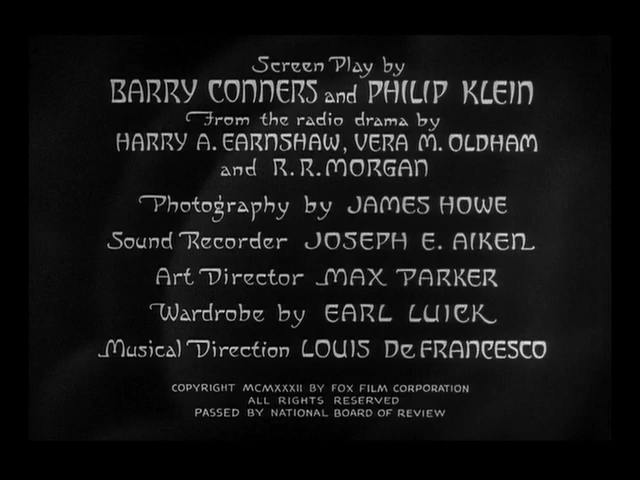 Screen Play by
BARRY CONNERS and PHILIP KLEIN
From the radio drama by
HARRY A. EARNSHAW, VERA M. OLDHAM
and R.R. MORGAN
Photography by JAMES HOWE
Sound Recorder JOSEPH E. AIKEN
Art Director MAX PARKER
Wardrobe by EARL LUICK
Musical Direction LOUIS De FRANCESCO
COPYRIGHT MCMXXXII BY FOX FILM CORPORATION
ALL RIGHTS RESERVED
PASSED BY NATIONAL BOARD OF REVIEW